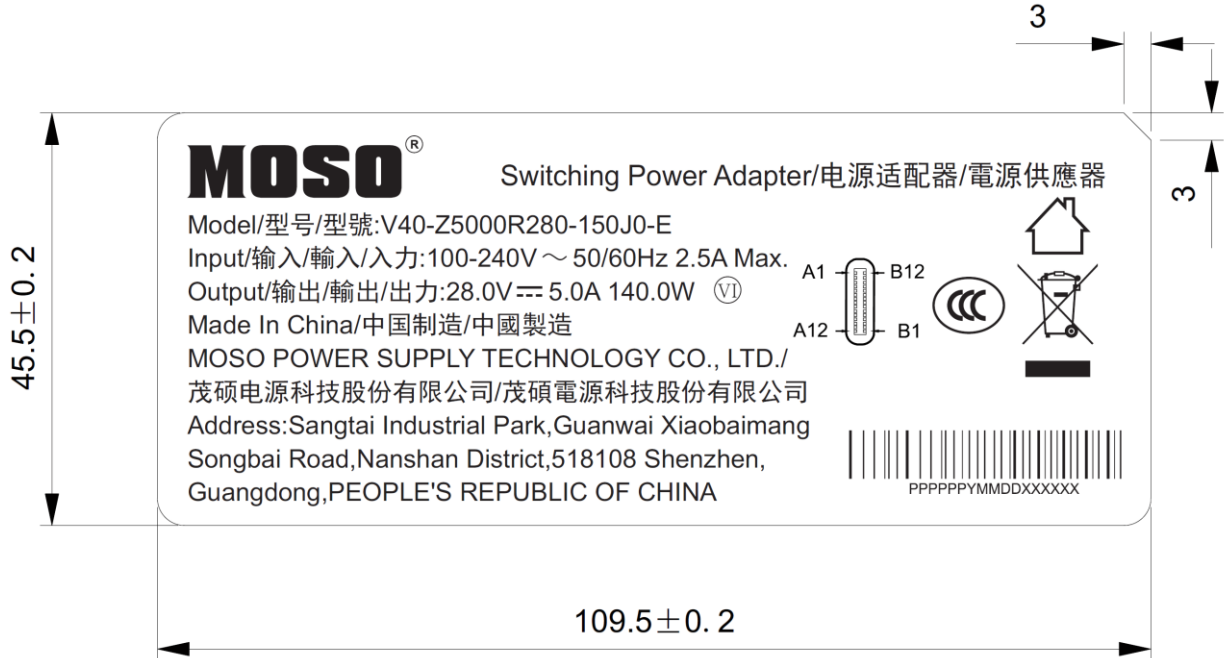 3
3
45.5±0.2
MOSO®
Switching Power Adapter/电源适配器/電源供應器
Model/型号/型號:V40-Z5000R280-150J0-E
Input/输入/輸入/入力:100-240V～50/60Hz 2.5A Max.
Output/输出/輸出/出力:28.0V⎓5.0A 140.0W Ⅵ
Made In China/中国制造/中國製造
MOSO POWER SUPPLY TECHNOLOGY CO., LTD./
茂硕电源科技股份有限公司/茂碩電源科技股份有限公司
Address:Sangtai Industrial Park,Guanwai Xiaobaimang
Songbai Road,Nanshan District,518108 Shenzhen,
Guangdong,PEOPLE'S REPUBLIC OF CHINA
A1 B12
A12 B1
CCC
PPPPPPYMMDDXXXXXX
109.5±0.2